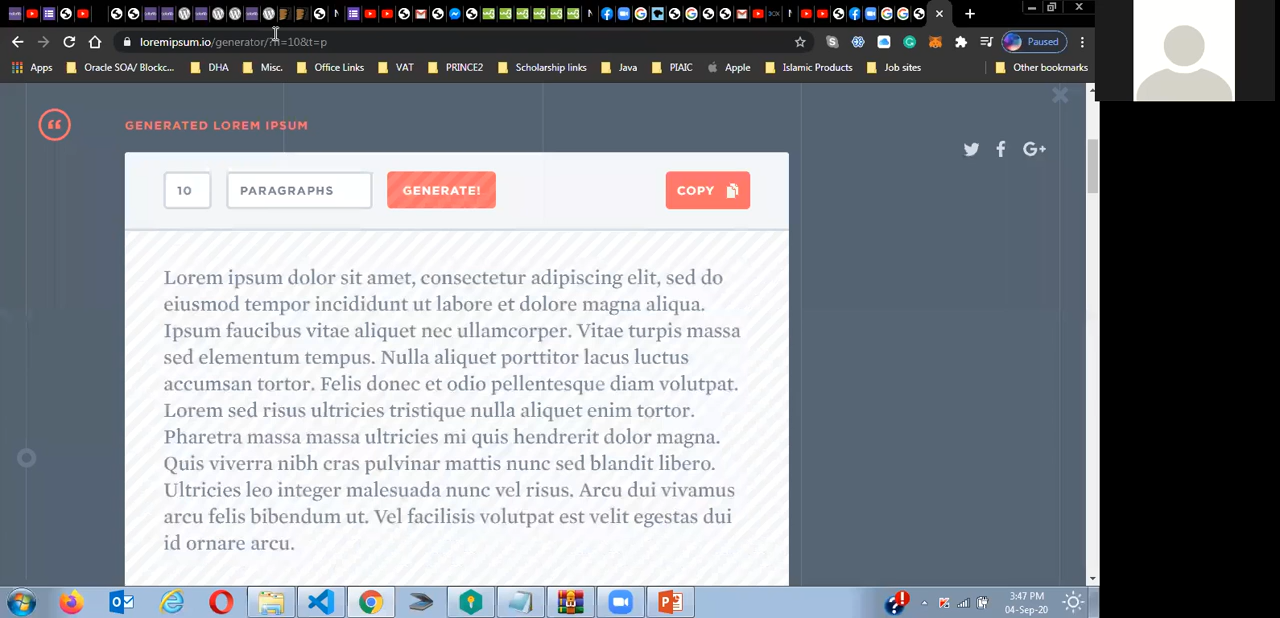 loremipsum.io/generator/?n=10&t=p
Paused
Apps Oracle SOA/ Blockc... DHA Misc. Office Links VAT PRINCE2 Scholarship links Java PIAIC Apple Islamic Products Job sites Other bookmarks
GENERATED LOREM IPSUM
10 PARAGRAPHS GENERATE! COPY
Lorem ipsum dolor sit amet, consectetur adipiscing elit, sed do
eiusmod tempor incididunt ut labore et dolore magna aliqua.
Ipsum faucibus vitae aliquet nec ullamcorper. Vitae turpis massa
sed elementum tempus. Nulla aliquet porttitor lacus luctus
accumsan tortor. Felis donec et odio pellentesque diam volutpat.
Lorem sed risus ultricies tristique nulla aliquet enim tortor.
Pharetra massa massa ultricies mi quis hendrerit dolor magna.
Quis viverra nibh cras pulvinar mattis nunc sed blandit libero.
Ultricies leo integer malesuada nunc vel risus. Arcu dui vivamus
arcu felis bibendum ut. Vel facilisis volutpat est velit egestas dui
id ornare arcu.
3:47 PM
04-Sep-20